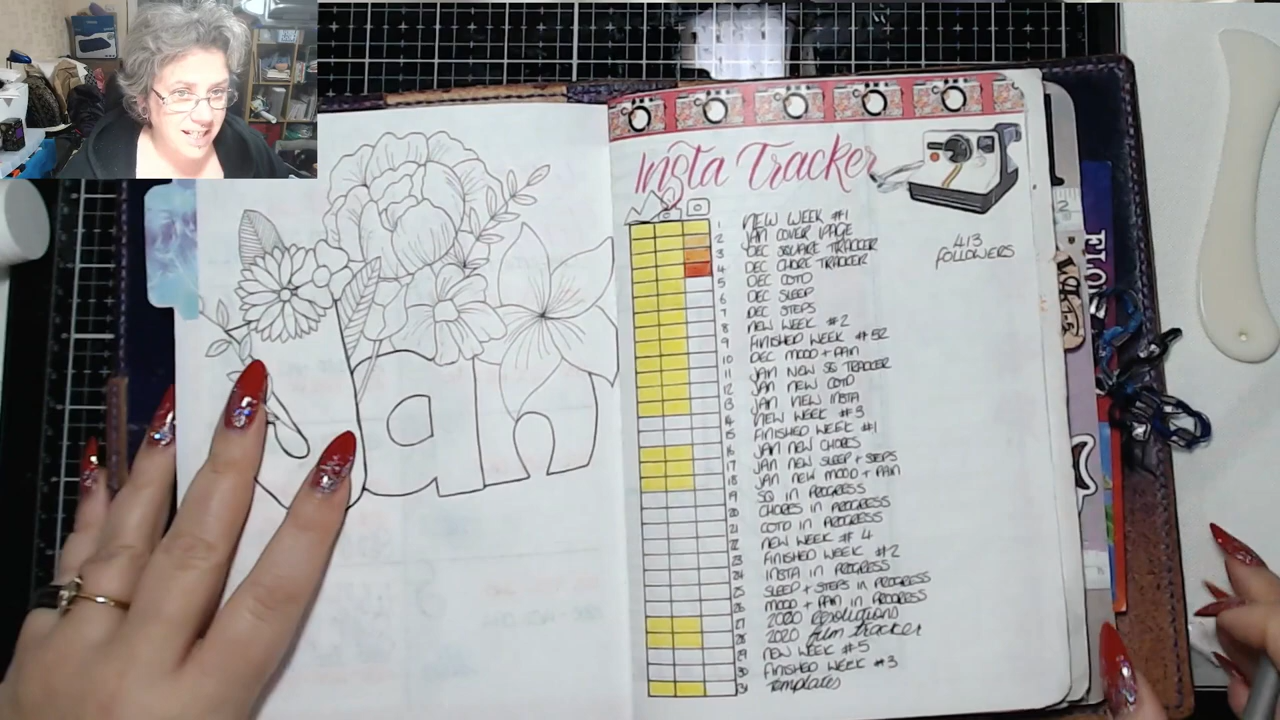 Jan
Insta Tracker
413
FOLLOWERS
1 NEW WEEK #1
2 JAN COVER PAGE
3 DEC SQUARE TRACKER
4 DEC CHORE TRACKER
5 DEC COTD
6 DEC SLEEP
7 DEC STEPS
8 NEW WEEK #2
9 FINISHED WEEK #52
10 DEC MOOD + PAIN
11 JAN NEW SQ TRACKER
12 JAN NEW COTD
13 JAN NEW INSTA
14 NEW WEEK #3
15 FINISHED WEEK #1
16 JAN NEW CHORES
17 JAN NEW SLEEP + STEPS
18 JAN NEW MOOD + PAIN
19 SQ IN PROGRESS
20 CHORES IN PROGRESS
21 COTD IN PROGRESS
22 NEW WEEK # 4
23 FINISHED WEEK #2
24 INSTA IN PROGRESS
25 SLEEP + STEPS IN PROGRESS
26 MOOD + PAIN IN PROGRESS
27 2020 RESOLUTIONS
28 2020 film tracker
29 NEW WEEK #5
30 FINISHED WEEK #3
31 Templates